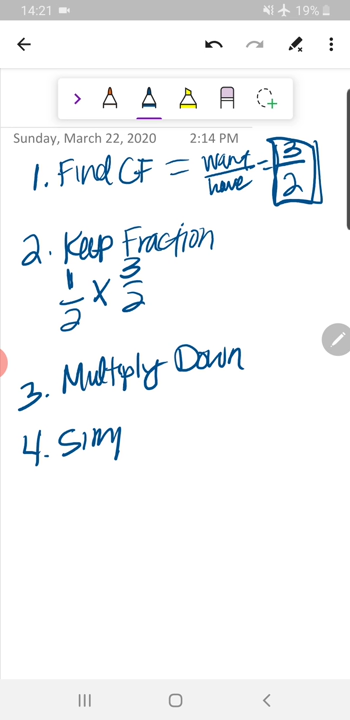 14:21 19%
Sunday, March 22, 2020 2:14 PM
1. Find CF = want/have = 3/2
2. Keep Fraction
1/2 x 3/2
3. Multiply Down
4. Sim